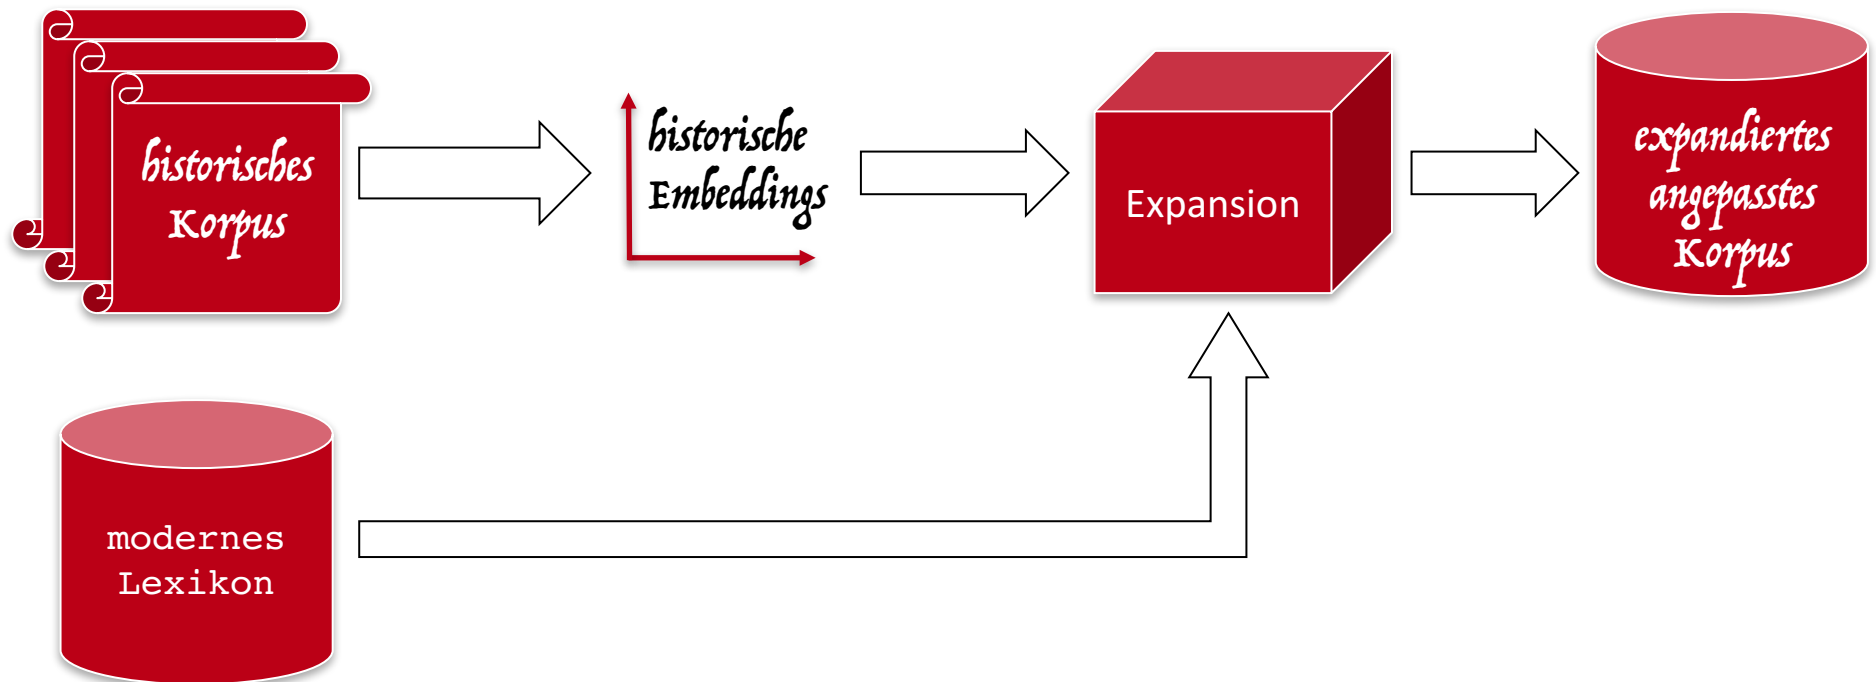 historisches
Korpus
historische
Embeddings
Expansion
expandiertes
angepasstes
Korpus
modernes
Lexikon